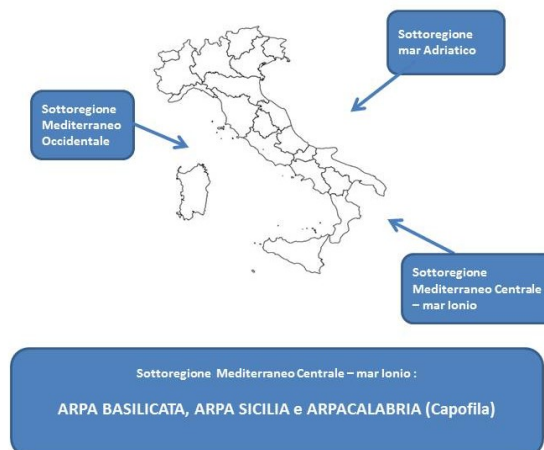 Sottoregione
mar Adriatico
Sottoregione
Mediterraneo
Occidentale
Sottoregione
Mediterraneo Centrale
– mar Ionio
Sottoregione Mediterraneo Centrale – mar Ionio :
ARPA BASILICATA, ARPA SICILIA e ARPACALABRIA (Capofila)